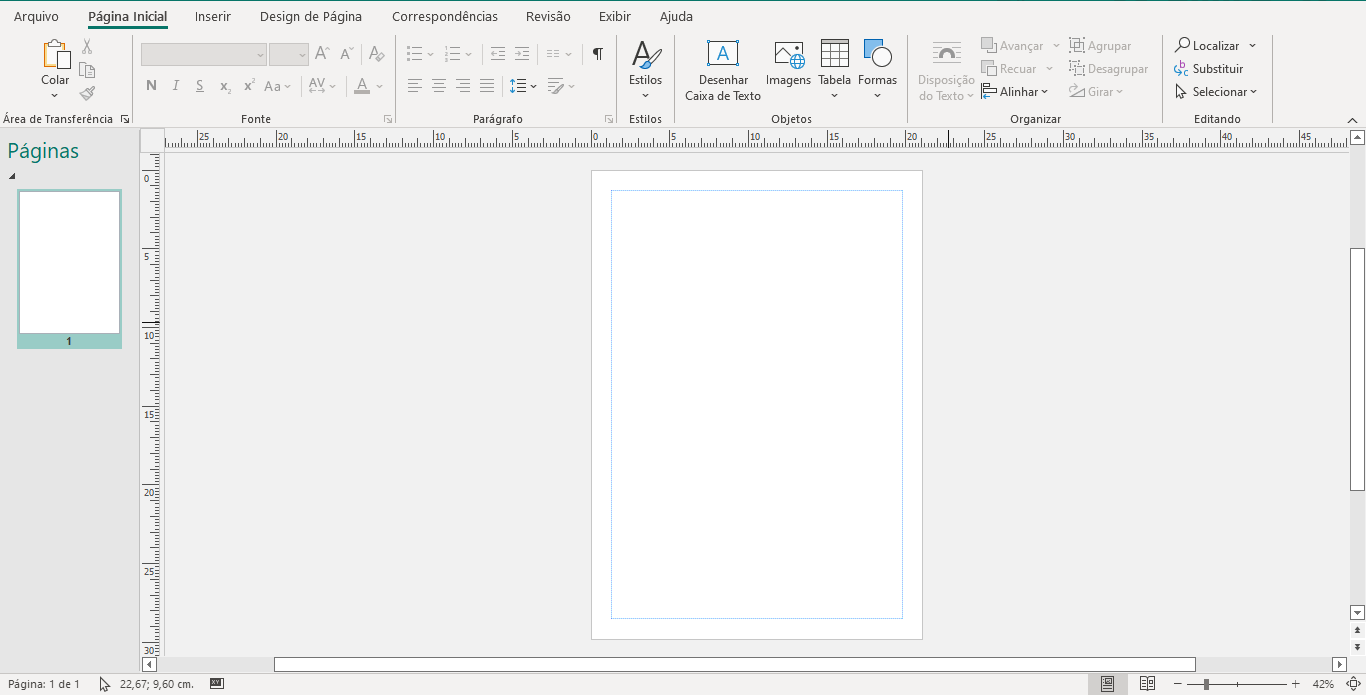 Arquivo Página Inicial Inserir Design de Página Correspondências Revisão Exibir Ajuda
Colar
N I S x₂ x² Aa AV A
Estilos
Desenhar
Caixa de Texto
Imagens
Tabela
Formas
Disposição
do Texto
Avançar
Recuar
Alinhar
Agrupar
Desagrupar
Girar
Localizar
Substituir
Selecionar
Área de Transferência Fonte Parágrafo Estilos Objetos Organizar Editando
Páginas
25 20 15 10 5 0 5 10 15 20 25 30 35 40 45
0
5
10
15
20
25
30
1
Página: 1 de 1 22,67; 9,60 cm. XY 42%